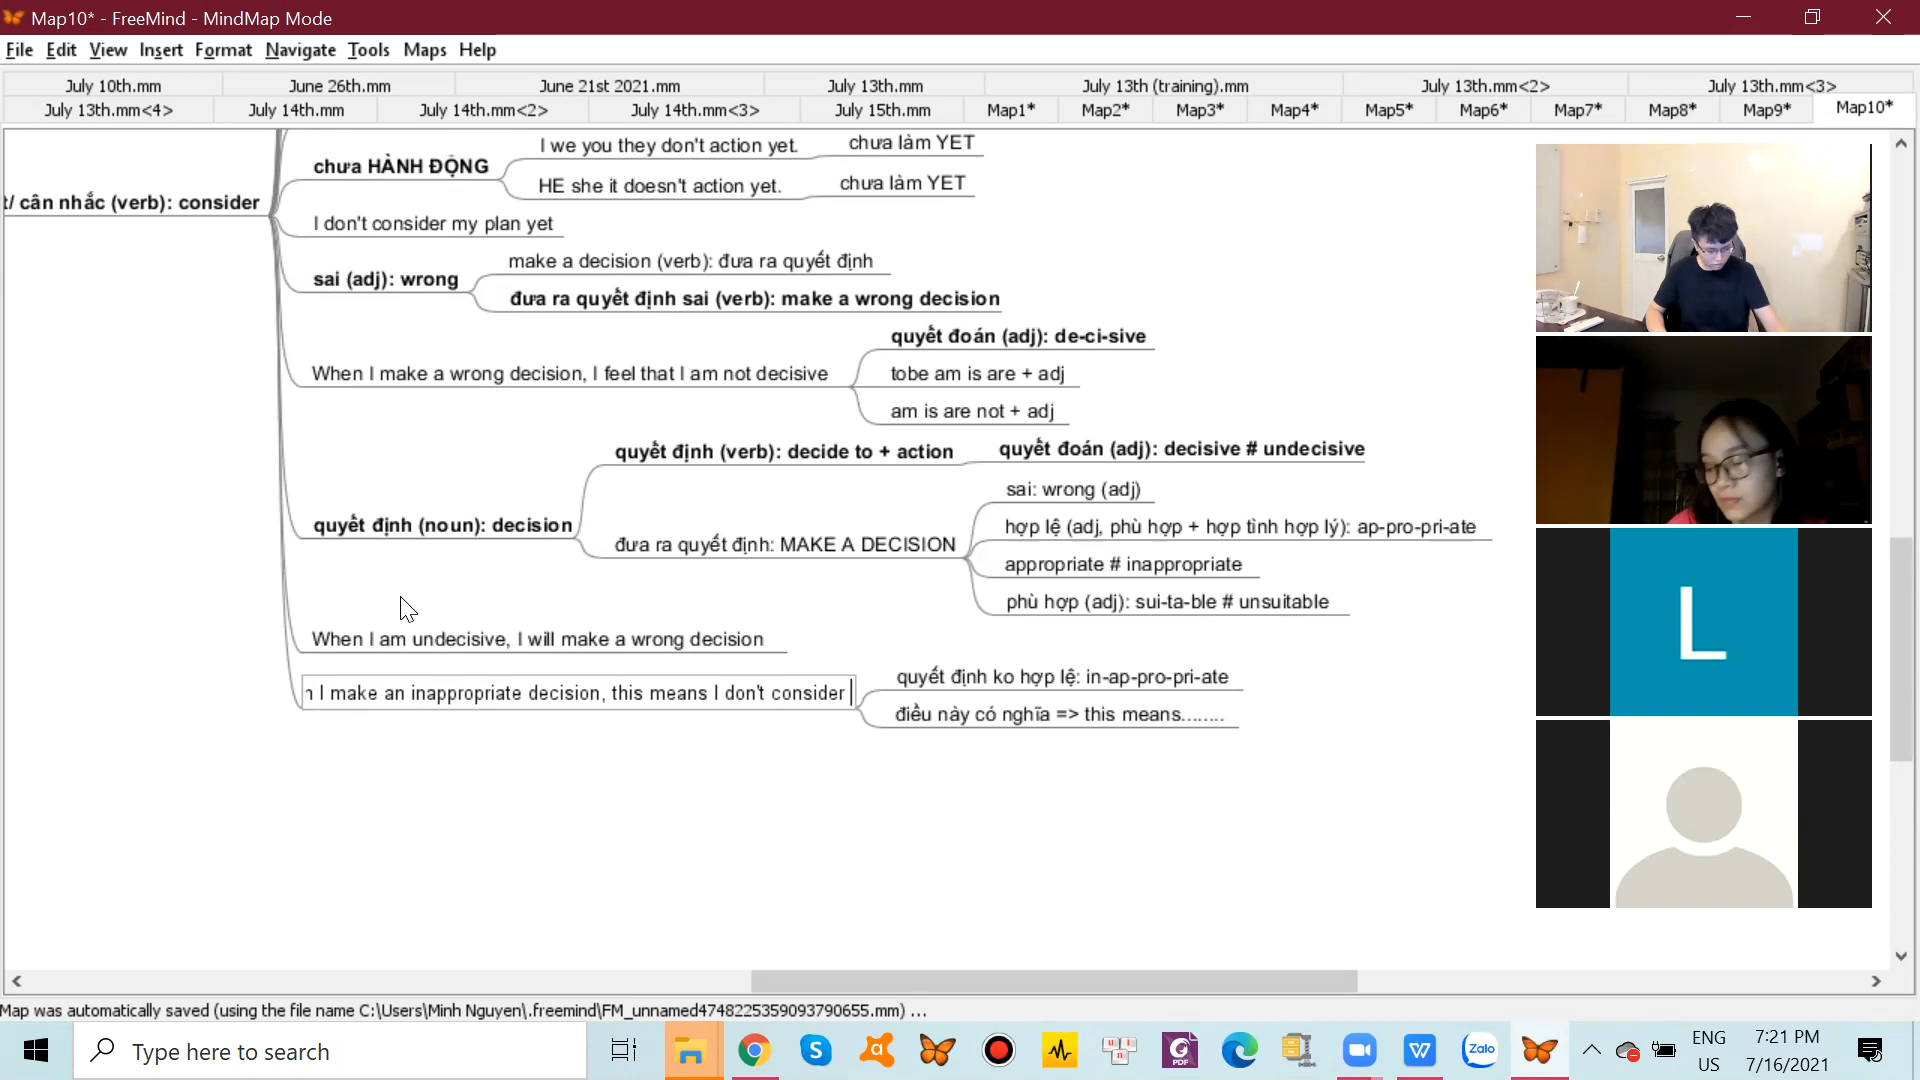 Map10* - FreeMind - MindMap Mode
File Edit View Insert Format Navigate Tools Maps Help
July 10th.mm June 26th.mm June 21st 2021.mm July 13th.mm July 13th (training).mm July 13th.mm<2> July 13th.mm<3>
July 13th.mm<4> July 14th.mm July 14th.mm<2> July 14th.mm<3> July 15th.mm Map1* Map2* Map3* Map4* Map5* Map6* Map7* Map8* Map9* Map10*
t/ cân nhắc (verb): consider
chưa HÀNH ĐỘNG
I we you they don't action yet.
chưa làm YET
HE she it doesn't action yet.
chưa làm YET
I don't consider my plan yet
sai (adj): wrong
make a decision (verb): đưa ra quyết định
đưa ra quyết định sai (verb): make a wrong decision
When I make a wrong decision, I feel that I am not decisive
quyết đoán (adj): de-ci-sive
tobe am is are + adj
am is are not + adj
quyết định (noun): decision
quyết định (verb): decide to + action
quyết đoán (adj): decisive # undecisive
đưa ra quyết định: MAKE A DECISION
sai: wrong (adj)
hợp lệ (adj, phù hợp + hợp tình hợp lý): ap-pro-pri-ate
appropriate # inappropriate
phù hợp (adj): sui-ta-ble # unsuitable
When I am undecisive, I will make a wrong decision
n I make an inappropriate decision, this means I don't consider
quyết định ko hợp lệ: in-ap-pro-pri-ate
điều này có nghĩa => this means........
L
Map was automatically saved (using the file name C:\Users\Minh Nguyen\.freemind\FM_unnamed4748225359093790655.mm) ...
Type here to search
Zalo
ENG
US
7:21 PM
7/16/2021